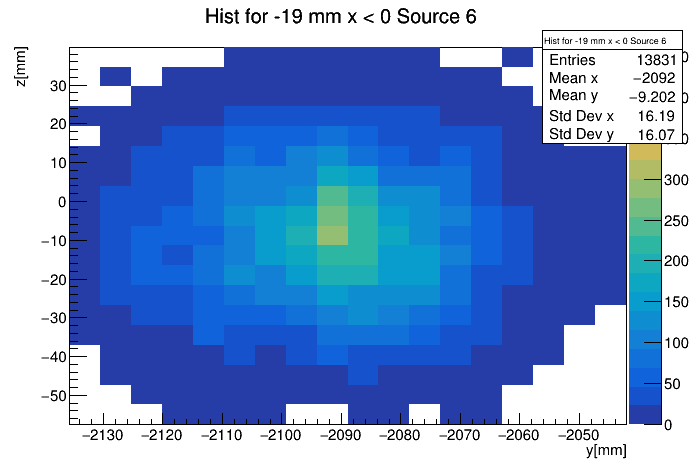 Hist for -19 mm x < 0 Source 6
z[mm]
Hist for -19 mm x < 0 Source 6
Entries 13831
Mean x −2092
Mean y −9.202
Std Dev x 16.19
Std Dev y 16.07
30
20
10
0
−10
−20
−30
−40
−50
−2130 −2120 −2110 −2100 −2090 −2080 −2070 −2060 −2050
y[mm]
300
250
200
150
100
50
0